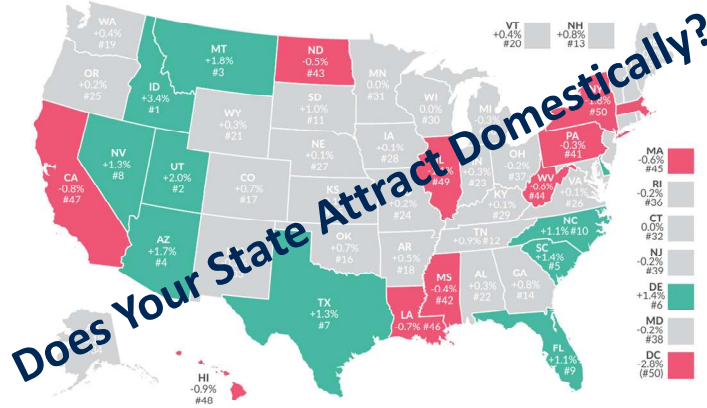 WA
+0.4%
#19
OR
+0.2%
#25
CA
-0.8%
#47
ID
+3.4%
#1
NV
+1.3%
#8
MT
+1.8%
#3
WY
+0.3%
#21
UT
+2.0%
#2
AZ
+1.7%
#4
CO
+0.7%
#17
ND
-0.5%
#43
SD
+1.0%
#11
NE
+0.1%
#27
KS
OK
+0.7%
#16
TX
+1.3%
#7
MN
0.0%
#31
IA
+0.1%
#28
+0.2%
#24
AR
+0.5%
#18
LA
-0.7% #46
WI
0.0%
#30
#49
MI
-0.3%
+0.3%
#23
OH
-0.2%
#37
KY
+0.1%
#29
TN
+0.9% #12
MS
-0.4%
#42
AL
+0.3%
#22
GA
+0.8%
#14
FL
+1.1%
#9
SC
+1.4%
#5
NC
+1.1% #10
VA
+0.1%
#26
WV
-0.6%
#44
PA
-0.3%
#41
NY
#50
VT
+0.4%
#20
NH
+0.8%
#13
MA
-0.6%
#45
RI
-0.2%
#36
CT
0.0%
#32
NJ
-0.2%
#39
DE
+1.4%
#6
MD
-0.2%
#38
DC
-2.8%
(#50)
HI
-0.9%
#48
Does Your State Attract Domestically?